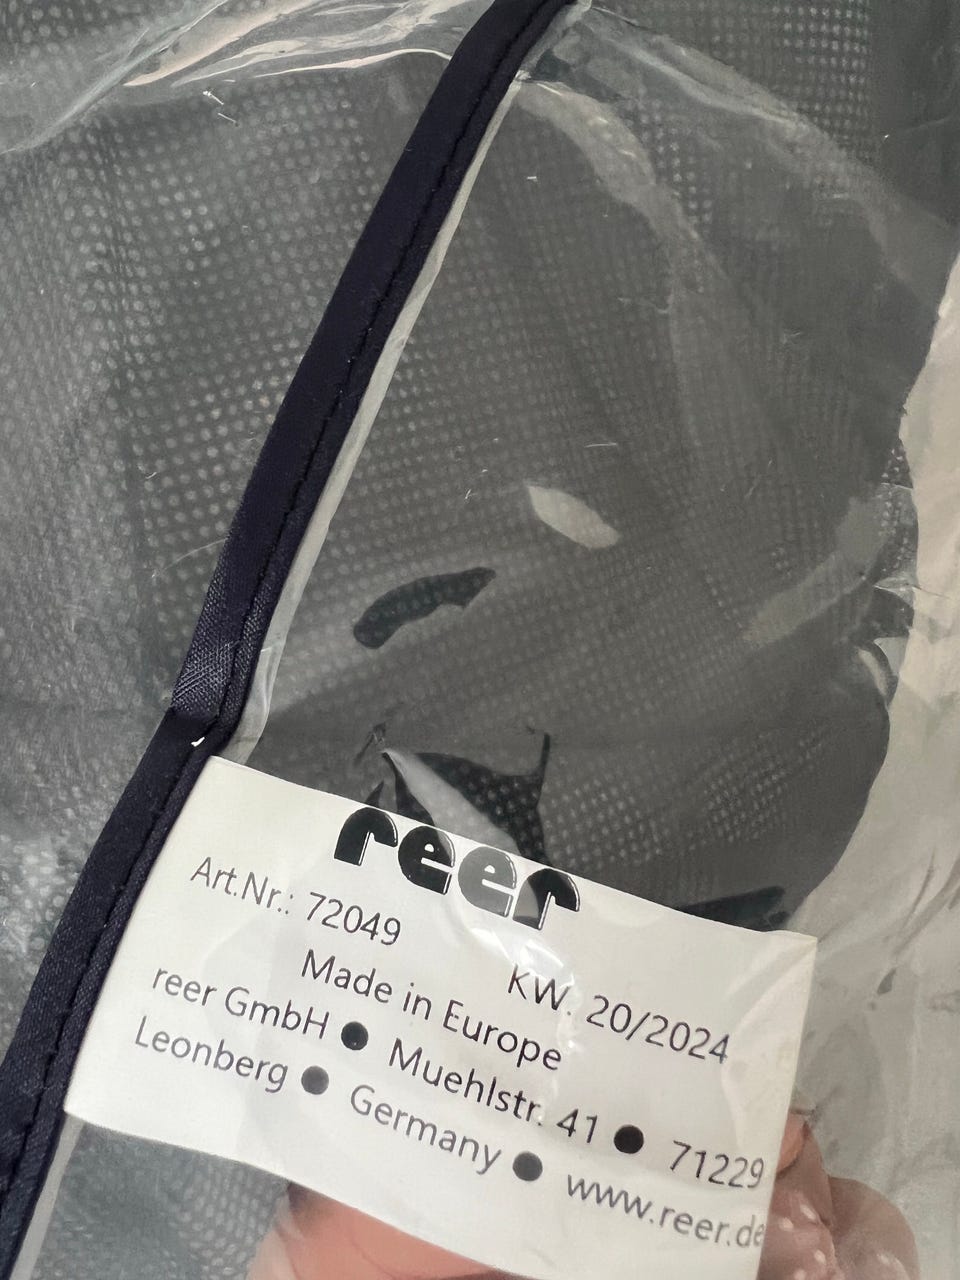 reer
Art.Nr.: 72049 KW. 20/2024
Made in Europe
reer GmbH ● Muehlstr. 41 ● 71229
Leonberg ● Germany ● www.reer.de